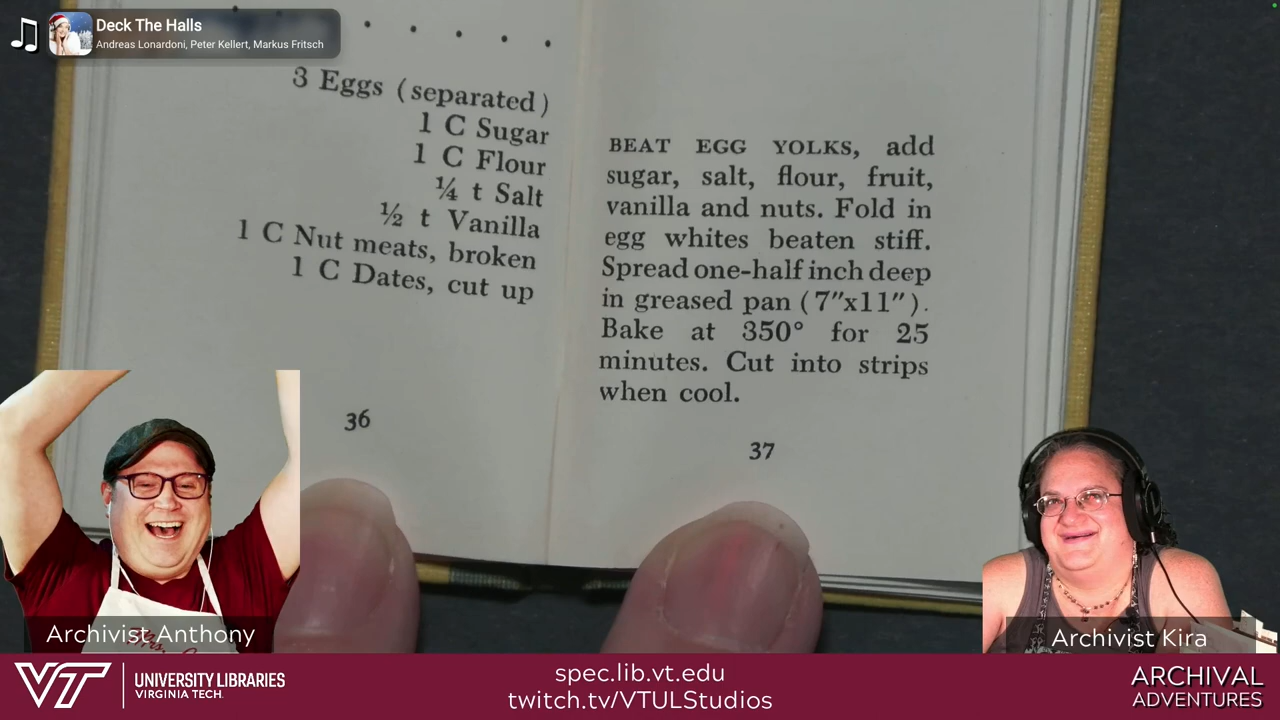 Deck The Halls
Andreas Lonardoni, Peter Kellert, Markus Fritsch
3 Eggs (separated)
1 C Sugar
1 C Flour
¼ t Salt
½ t Vanilla
1 C Nut meats, broken
1 C Dates, cut up
36
BEAT EGG YOLKS, add
sugar, salt, flour, fruit,
vanilla and nuts. Fold in
egg whites beaten stiff.
Spread one-half inch deep
in greased pan (7"x11").
Bake at 350° for 25
minutes. Cut into strips
when cool.
37
Archivist Anthony
Archivist Kira
VT
UNIVERSITY LIBRARIES
VIRGINIA TECH
spec.lib.vt.edu
twitch.tv/VTULStudios
ARCHIVAL
ADVENTURES